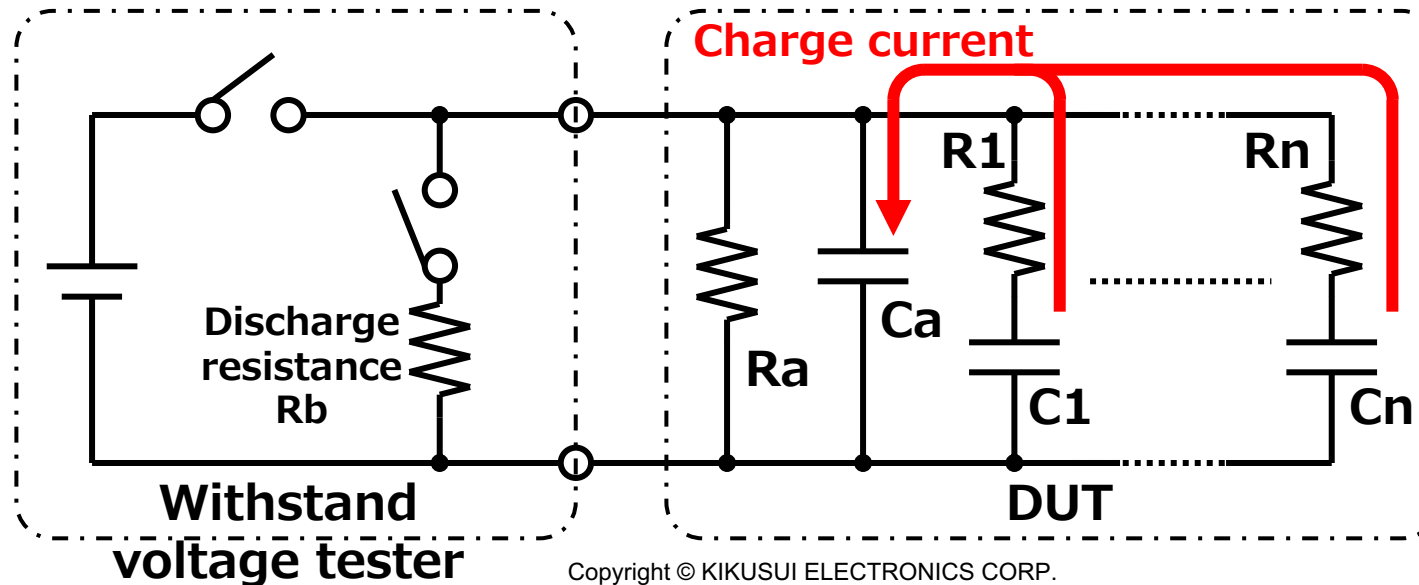 Charge current
R1
Rn
Discharge
resistance
Rb
Ra
Ca
C1
Cn
Withstand
voltage tester
DUT
Copyright © KIKUSUI ELECTRONICS CORP.